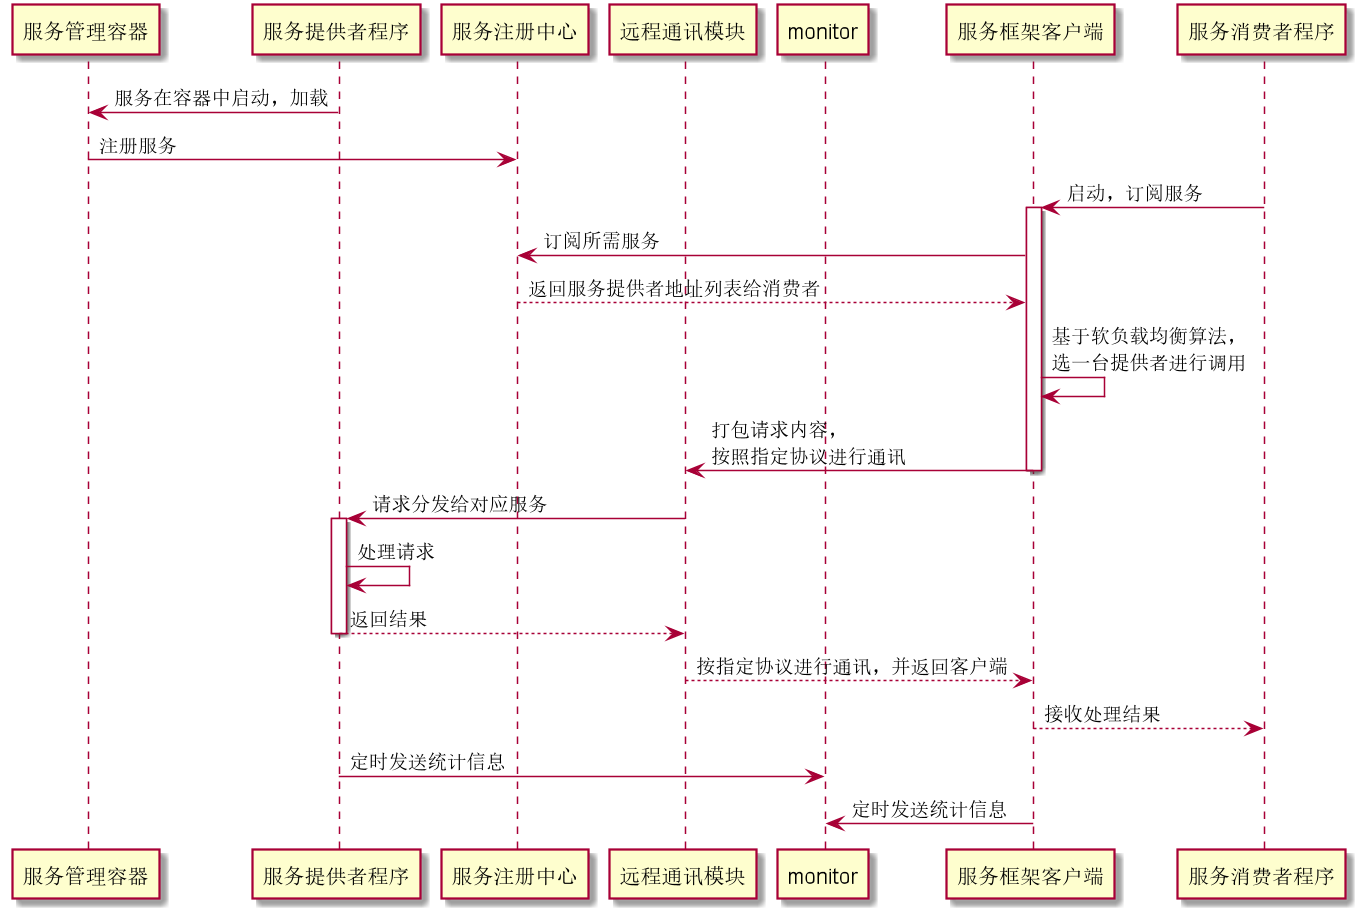 服务管理容器
服务提供者程序
服务注册中心
远程通讯模块
monitor
服务框架客户端
服务消费者程序
服务在容器中启动，加载
注册服务
启动，订阅服务
订阅所需服务
返回服务提供者地址列表给消费者
基于软负载均衡算法，
选一台提供者进行调用
打包请求内容，
按照指定协议进行通讯
请求分发给对应服务
处理请求
返回结果
按指定协议进行通讯，并返回客户端
接收处理结果
定时发送统计信息
定时发送统计信息
服务管理容器
服务提供者程序
服务注册中心
远程通讯模块
monitor
服务框架客户端
服务消费者程序